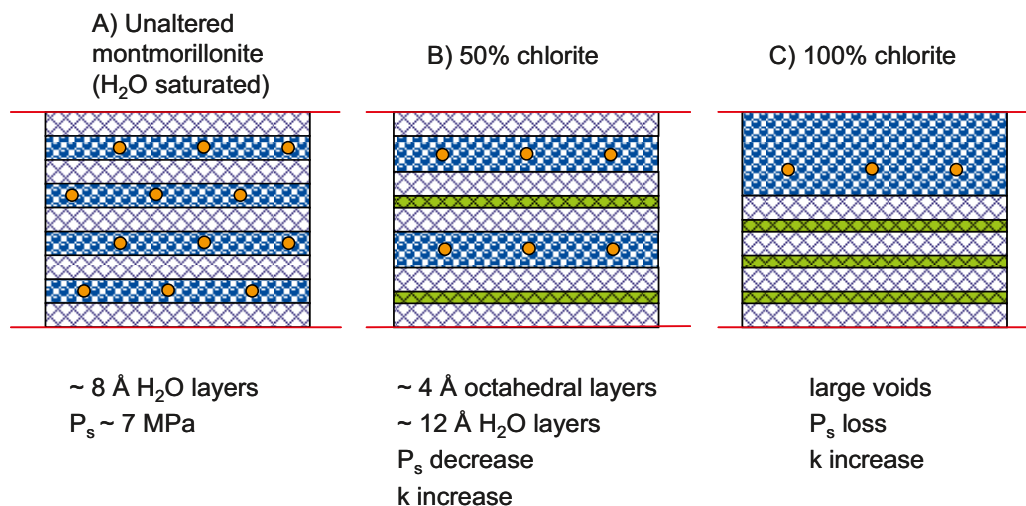 A) Unaltered
montmorillonite
(H₂O saturated)
B) 50% chlorite
C) 100% chlorite
~ 8 Å H₂O layers
Pₛ ~ 7 MPa
~ 4 Å octahedral layers
~ 12 Å H₂O layers
Pₛ decrease
k increase
large voids
Pₛ loss
k increase